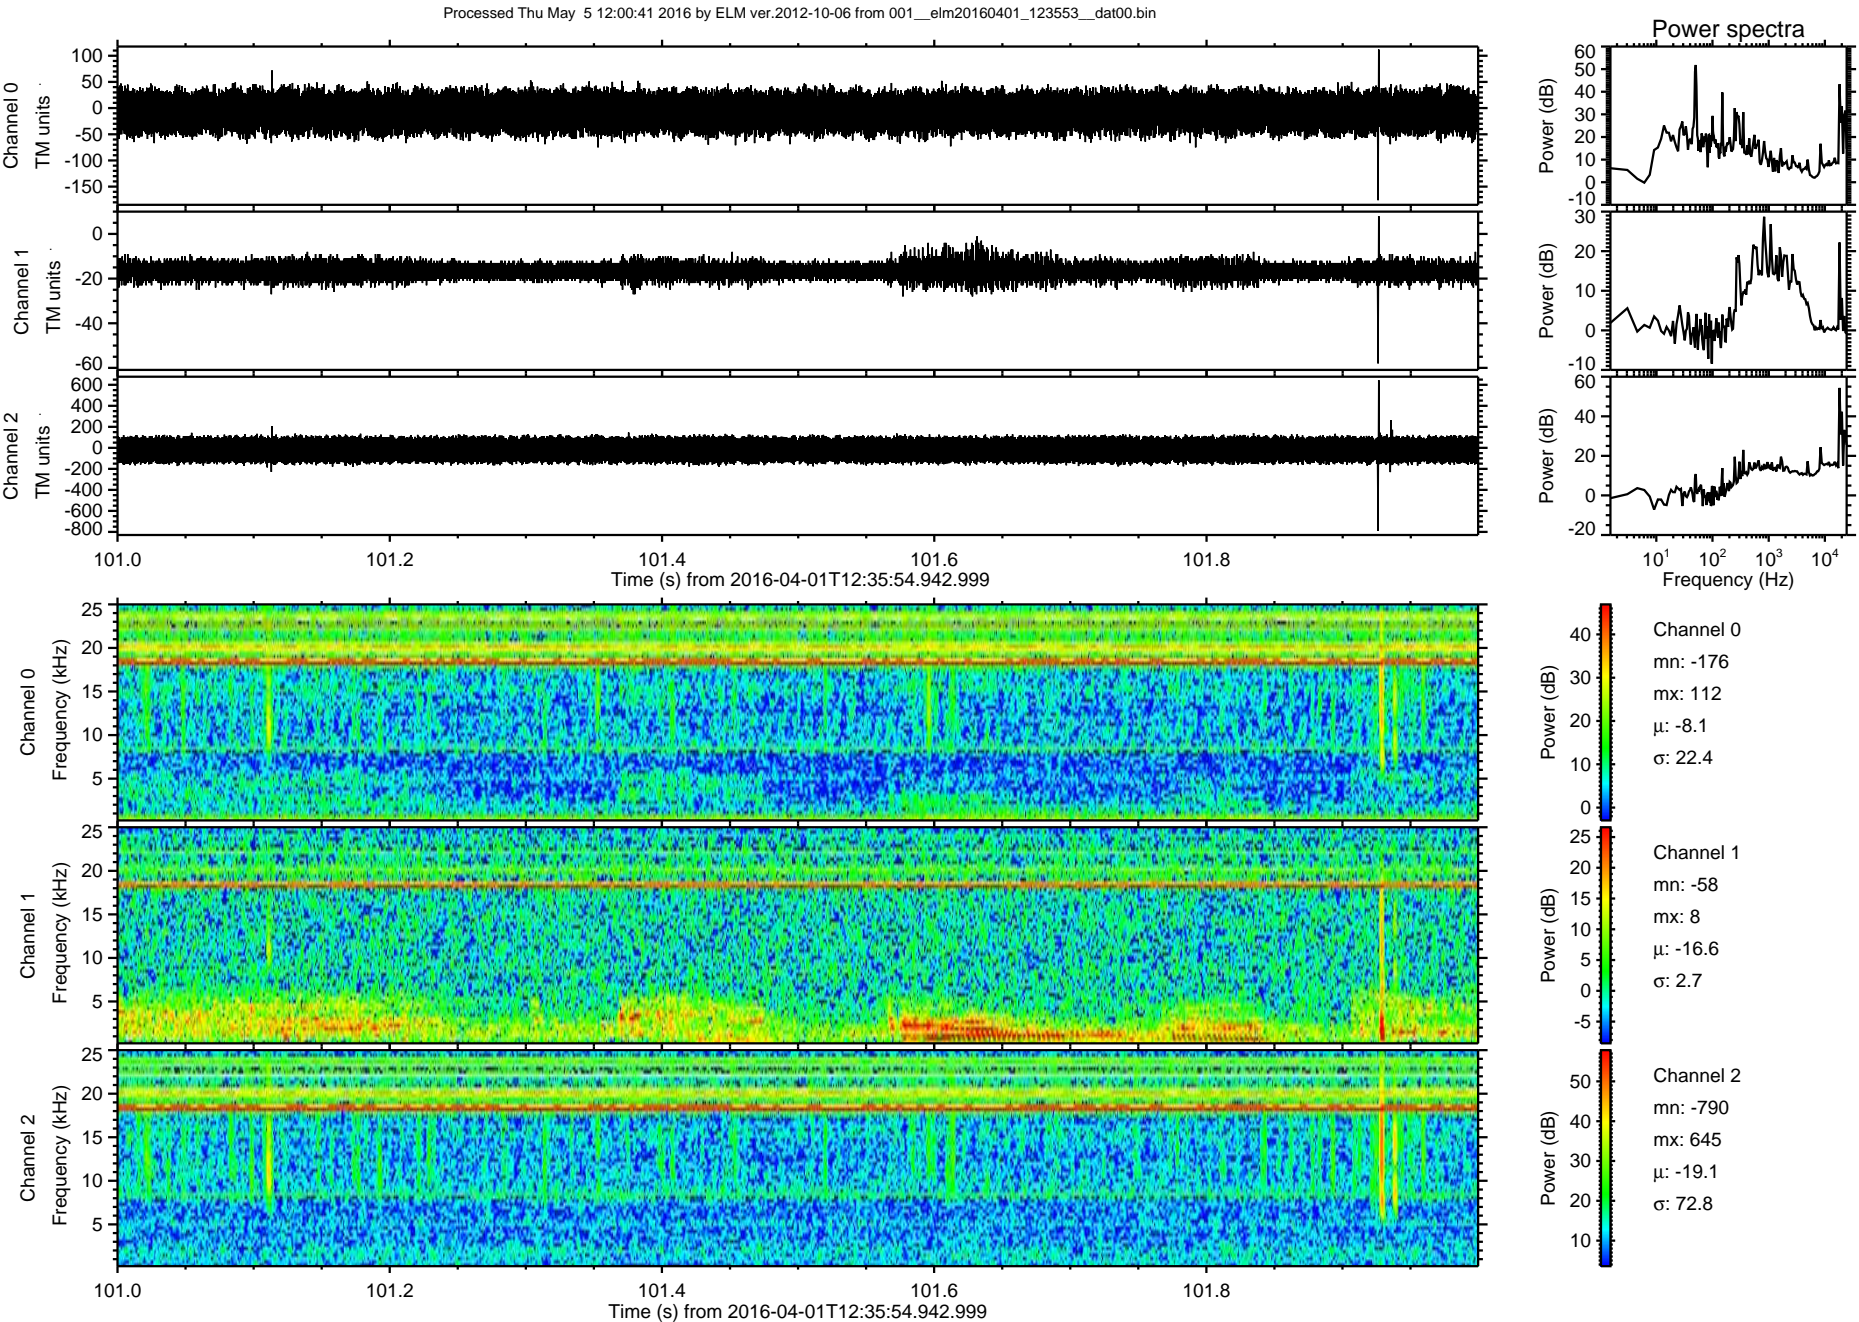 Processed Thu May  5 12:00:41 2016 by ELM ver.2012-10-06 from 001__elm20160401_123553__dat00.bin
Power spectra
Channel 0
TM units
100
50
0
-50
-100
-150
Power (dB)
60
50
40
30
20
10
0
-10
Channel 1
TM units
0
-20
-40
-60
Power (dB)
30
20
10
0
-10
Channel 2
TM units
600
400
200
0
-200
-400
-600
-800
Power (dB)
60
40
20
0
-20
101.0 101.2 101.4 101.6 101.8
Time (s) from 2016-04-01T12:35:54.942.999
10^1 10^2 10^3 10^4
Frequency (Hz)
Channel 0
Frequency (kHz)
25
20
15
10
5
Power (dB)
40
30
20
10
0
Channel 0
mn: -176
mx: 112
μ: -8.1
σ: 22.4
Channel 1
Frequency (kHz)
25
20
15
10
5
Power (dB)
25
20
15
10
5
0
-5
Channel 1
mn: -58
mx: 8
μ: -16.6
σ: 2.7
Channel 2
Frequency (kHz)
25
20
15
10
5
Power (dB)
50
40
30
20
10
Channel 2
mn: -790
mx: 645
μ: -19.1
σ: 72.8
101.0 101.2 101.4 101.6 101.8
Time (s) from 2016-04-01T12:35:54.942.999